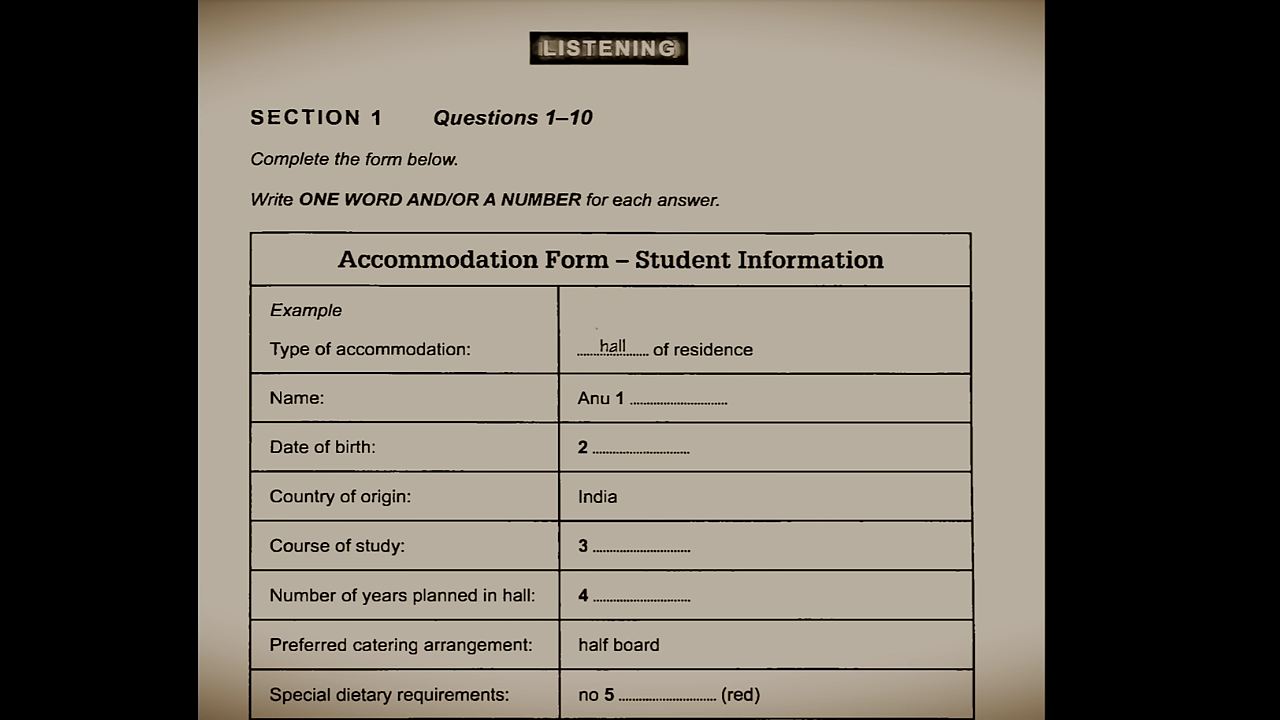 LISTENING
SECTION 1 Questions 1–10
Complete the form below.
Write ONE WORD AND/OR A NUMBER for each answer.
Accommodation Form – Student Information
Example
Type of accommodation: ......hall...... of residence
Name: Anu 1 ..............................
Date of birth: 2 ..............................
Country of origin: India
Course of study: 3 ..............................
Number of years planned in hall: 4 ..............................
Preferred catering arrangement: half board
Special dietary requirements: no 5 .............................. (red)